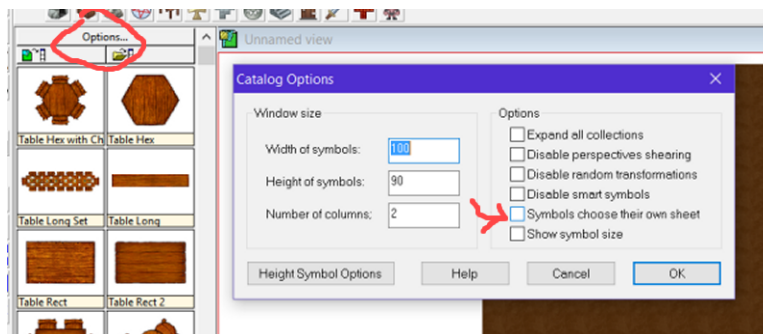 Options...
Unnamed view
Table Hex with Ch
Table Hex
Table Long Set
Table Long
Table Rect
Table Rect 2
Catalog Options
Window size
Width of symbols:
100
Height of symbols:
90
Number of columns;
2
Options
Expand all collections
Disable perspectives shearing
Disable random transformations
Disable smart symbols
Symbols choose their own sheet
Show symbol size
Height Symbol Options
Help
Cancel
OK